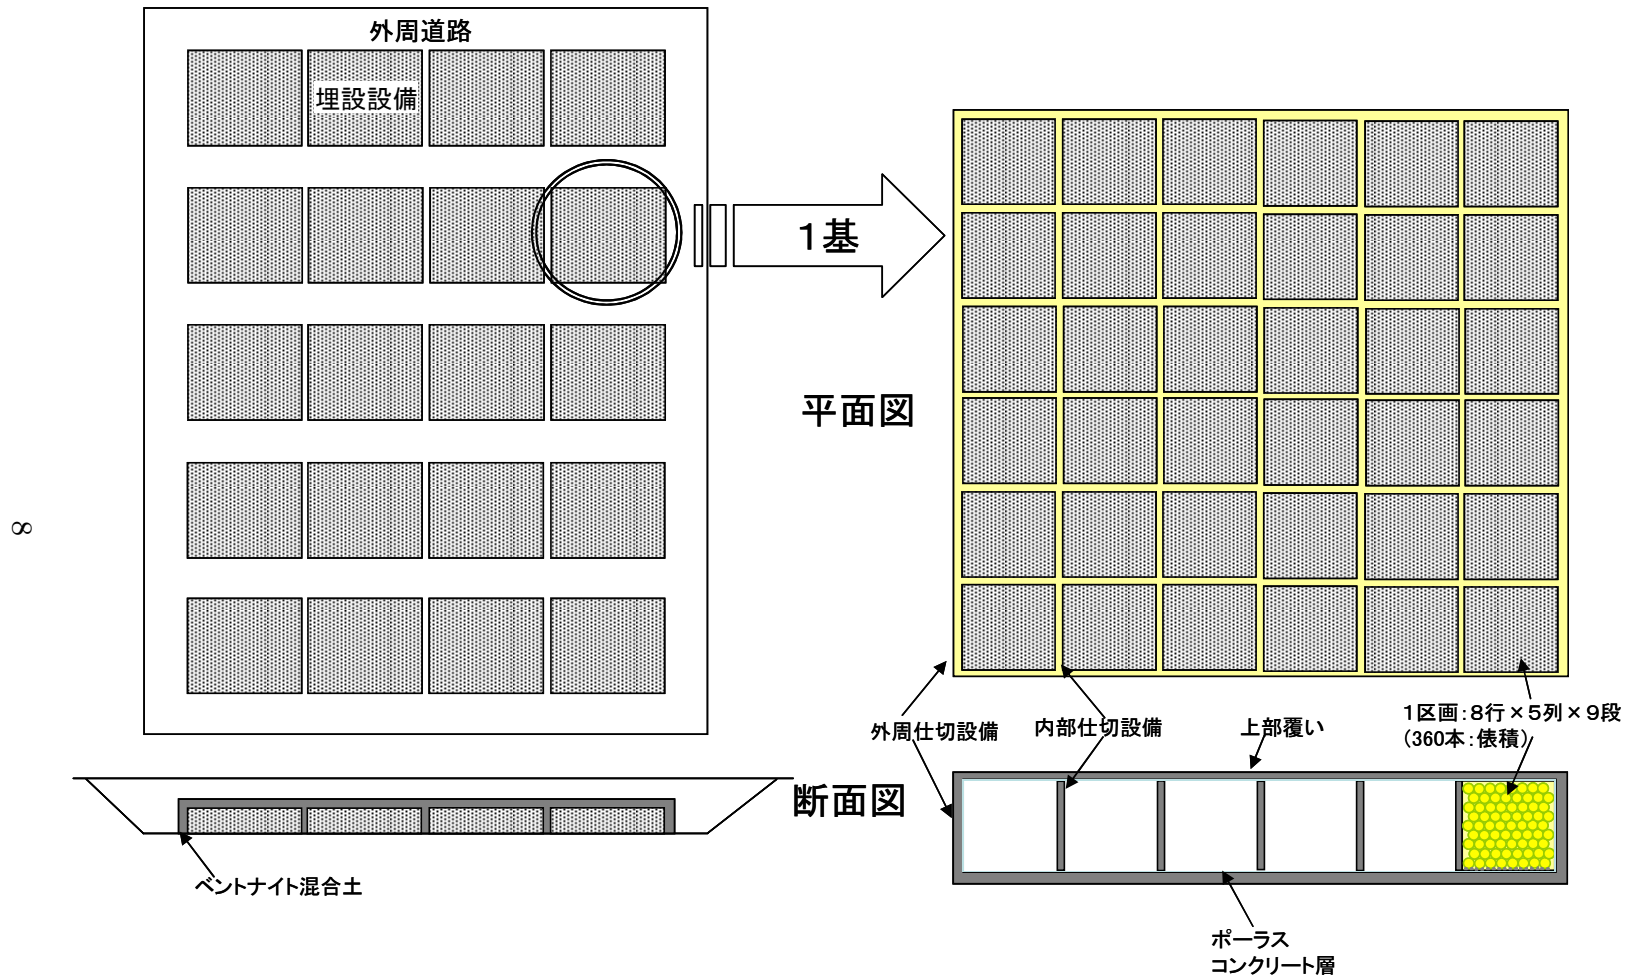 外周道路
埋設設備
1基
平面図
8
外周仕切設備
内部仕切設備
上部覆い
1区画:8行×5列×9段
(360本:俵積)
断面図
ベントナイト混合土
ポーラス
コンクリート層